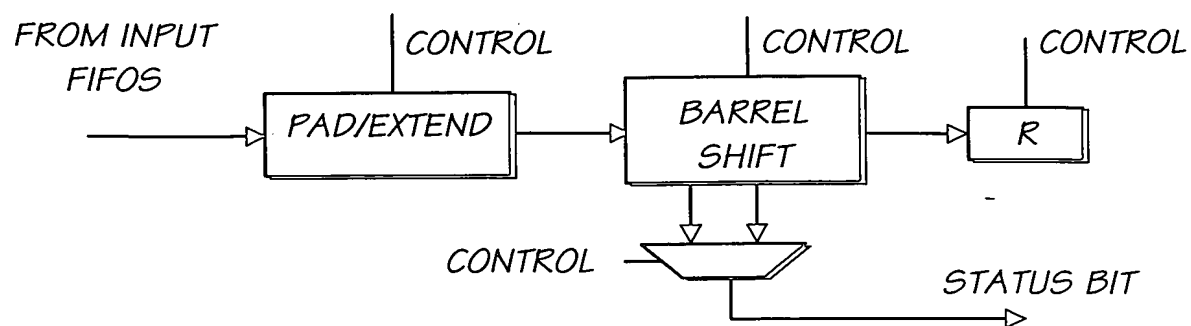 FROM INPUT
FIFOS
CONTROL
CONTROL
CONTROL
PAD/EXTEND
BARREL
SHIFT
R
CONTROL
STATUS BIT